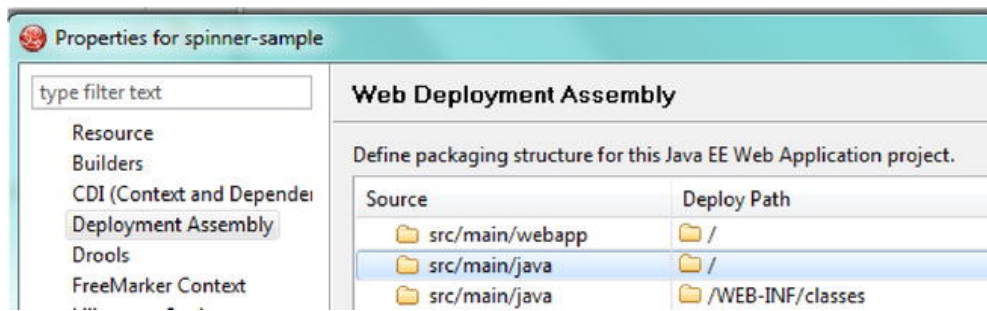 Properties for spinner-sample
type filter text
Resource
Builders
CDI (Context and Depender
Deployment Assembly
Drools
FreeMarker Context
Web Deployment Assembly
Define packaging structure for this Java EE Web Application project.
Source Deploy Path
src/main/webapp /
src/main/java /
src/main/java /WEB-INF/classes